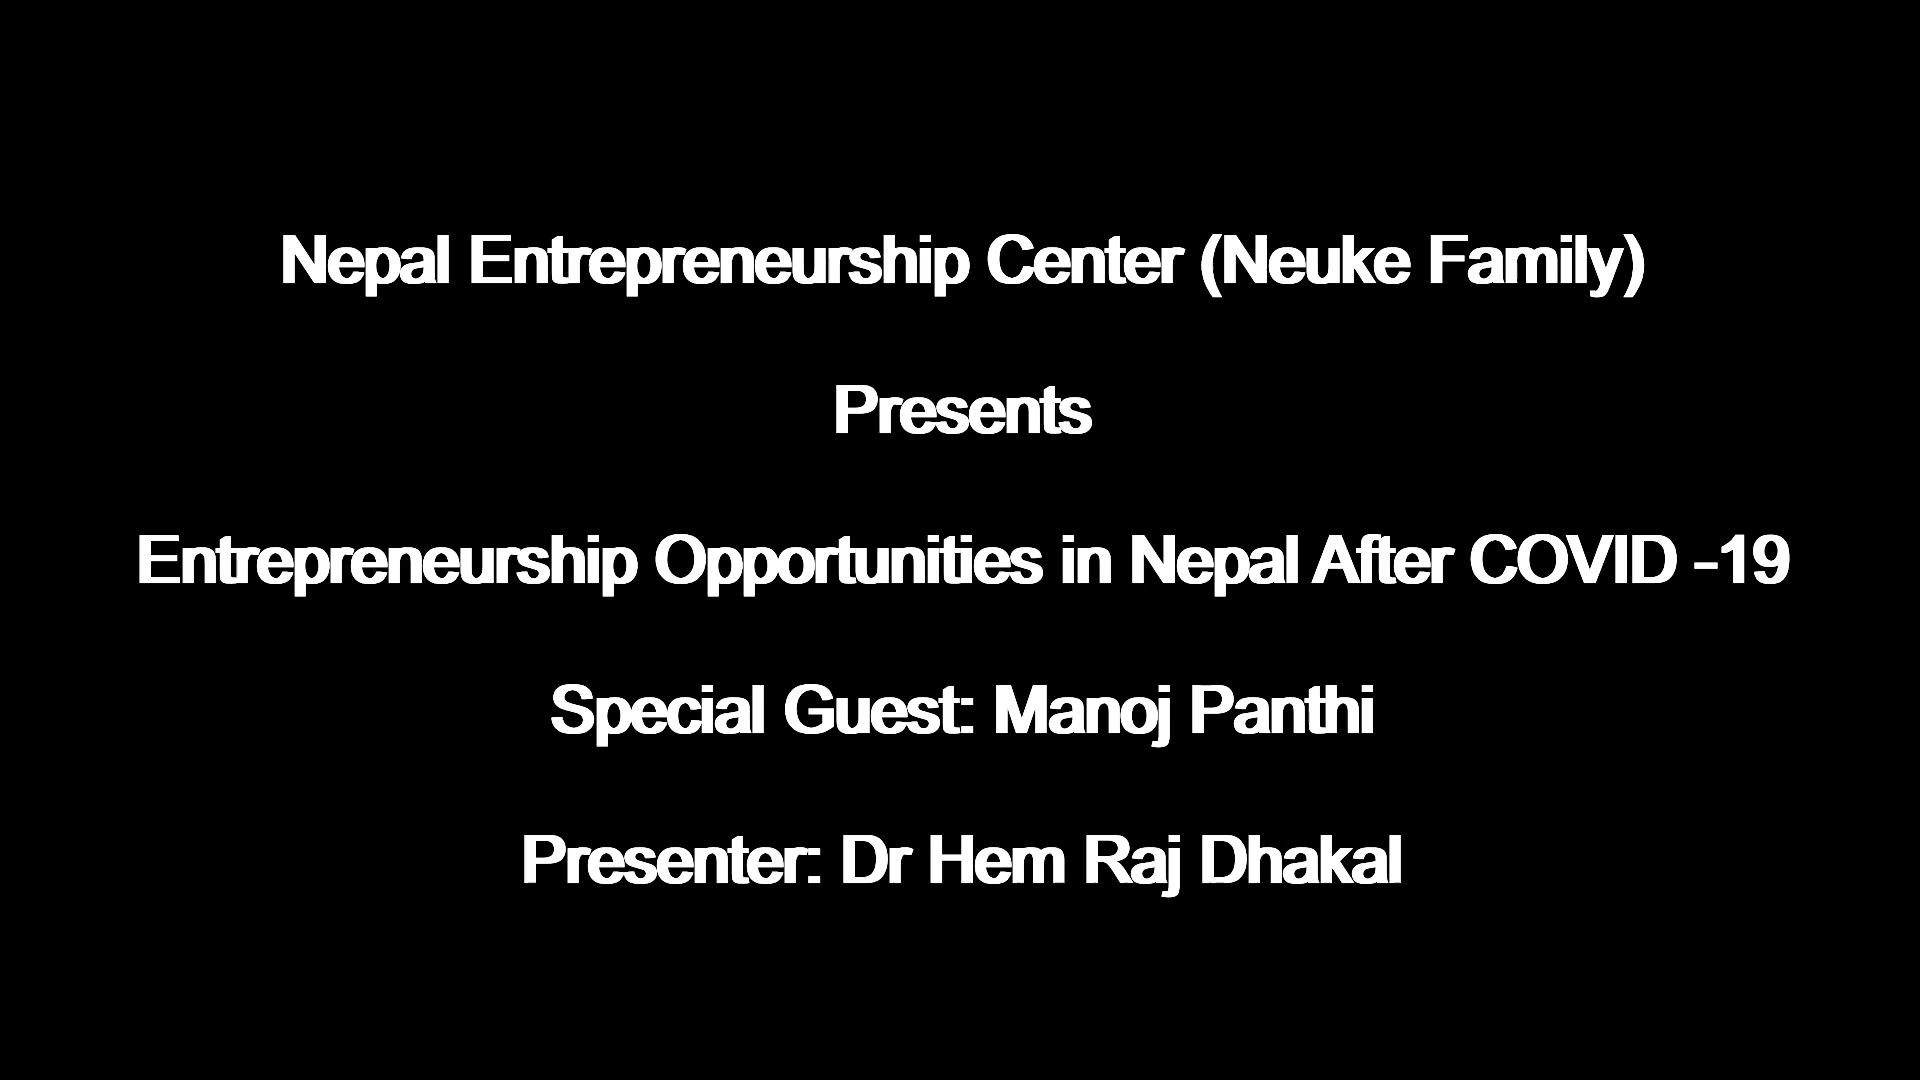 Nepal Entrepreneurship Center (Neuke Family)
Presents
Entrepreneurship Opportunities in Nepal After COVID -19
Special Guest: Manoj Panthi
Presenter: Dr Hem Raj Dhakal